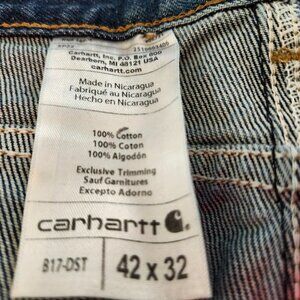 Carhartt, Inc. P.O. Box 600
Dearborn, MI 48121 USA
carhartt.com
Made in Nicaragua
Fabriqué au Nicaragua
Hecho en Nicaragua
100% Cotton
100% Coton
100% Algodón
Exclusive Trimming
Sauf Garnitures
Excepto Adorno
carhartt
B17-DST
42 x 32